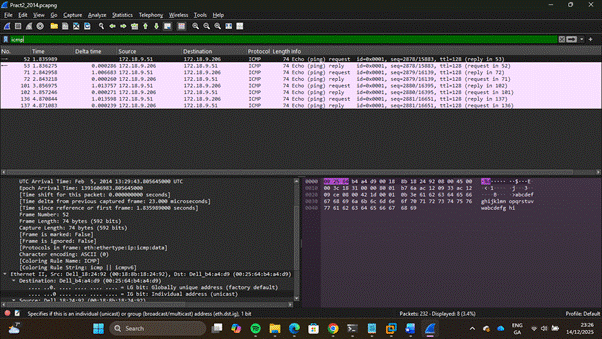 Pract2_2014.pcapng
File Edit View Go Capture Analyze Statistics Telephony Wireless Tools Help
icmp
No. Time Delta time Source Destination Protocol Length Info
52 1.835989 172.18.9.51 172.18.9.206 ICMP 74 Echo (ping) request id=0x0001, seq=2878/15883, ttl=128 (reply in 53)
53 1.836275 0.000286 172.18.9.206 172.18.9.51 ICMP 74 Echo (ping) reply id=0x0001, seq=2878/15883, ttl=128 (request in 52)
71 2.842958 1.006683 172.18.9.51 172.18.9.206 ICMP 74 Echo (ping) request id=0x0001, seq=2879/16139, ttl=128 (reply in 72)
72 2.843218 0.000260 172.18.9.206 172.18.9.51 ICMP 74 Echo (ping) reply id=0x0001, seq=2879/16139, ttl=128 (request in 71)
101 3.856975 1.013757 172.18.9.51 172.18.9.206 ICMP 74 Echo (ping) request id=0x0001, seq=2880/16395, ttl=128 (reply in 102)
102 3.857246 0.000271 172.18.9.206 172.18.9.51 ICMP 74 Echo (ping) reply id=0x0001, seq=2880/16395, ttl=128 (request in 101)
136 4.870844 1.013598 172.18.9.51 172.18.9.206 ICMP 74 Echo (ping) request id=0x0001, seq=2881/16651, ttl=128 (reply in 137)
137 4.871083 0.000239 172.18.9.206 172.18.9.51 ICMP 74 Echo (ping) reply id=0x0001, seq=2881/16651, ttl=128 (request in 136)
UTC Arrival Time: Feb 5, 2014 13:29:43.805645000 UTC
Epoch Arrival Time: 1391606983.805645000
[Time shift for this packet: 0.000000000 seconds]
[Time delta from previous captured frame: 23.000 microseconds]
[Time since reference or first frame: 1.835989000 seconds]
Frame Number: 52
Frame Length: 74 bytes (592 bits)
Capture Length: 74 bytes (592 bits)
[Frame is marked: False]
[Frame is ignored: False]
[Protocols in frame: eth:ethertype:ip:icmp:data]
Character encoding: ASCII (0)
[Coloring Rule Name: ICMP]
[Coloring Rule String: icmp || icmpv6]
Ethernet II, Src: Dell_18:24:92 (00:18:8b:18:24:92), Dst: Dell_b4:a4:d9 (00:25:64:b4:a4:d9)
Destination: Dell_b4:a4:d9 (00:25:64:b4:a4:d9)
.... ..0. .... .... .... .... = LG bit: Globally unique address (factory default)
.... ...0 .... .... .... .... = IG bit: Individual address (unicast)
Source: Dell_18:24:92 (00:18:8b:18:24:92)
0000 00 25 64 b4 a4 d9 00 18 8b 18 24 92 08 00 45 00
0010 00 3c 18 31 00 00 80 01 b7 6a ac 12 09 33 ac 12
0020 09 ce 08 00 42 1d 00 01 0b 3e 61 62 63 64 65 66
0030 67 68 69 6a 6b 6c 6d 6e 6f 70 71 72 73 74 75 76 ghijklmn opqrstuv
0040 77 61 62 63 64 65 66 67 68 69 wabcdefg hi
Specifies if this is an individual (unicast) or group (broadcast/multicast) address (eth.dst.ig), 1 bit
Packets: 232 - Displayed: 8 (3.4%)
Profile: Default
7°
Search
ENG
GA
23:26
14/12/2025